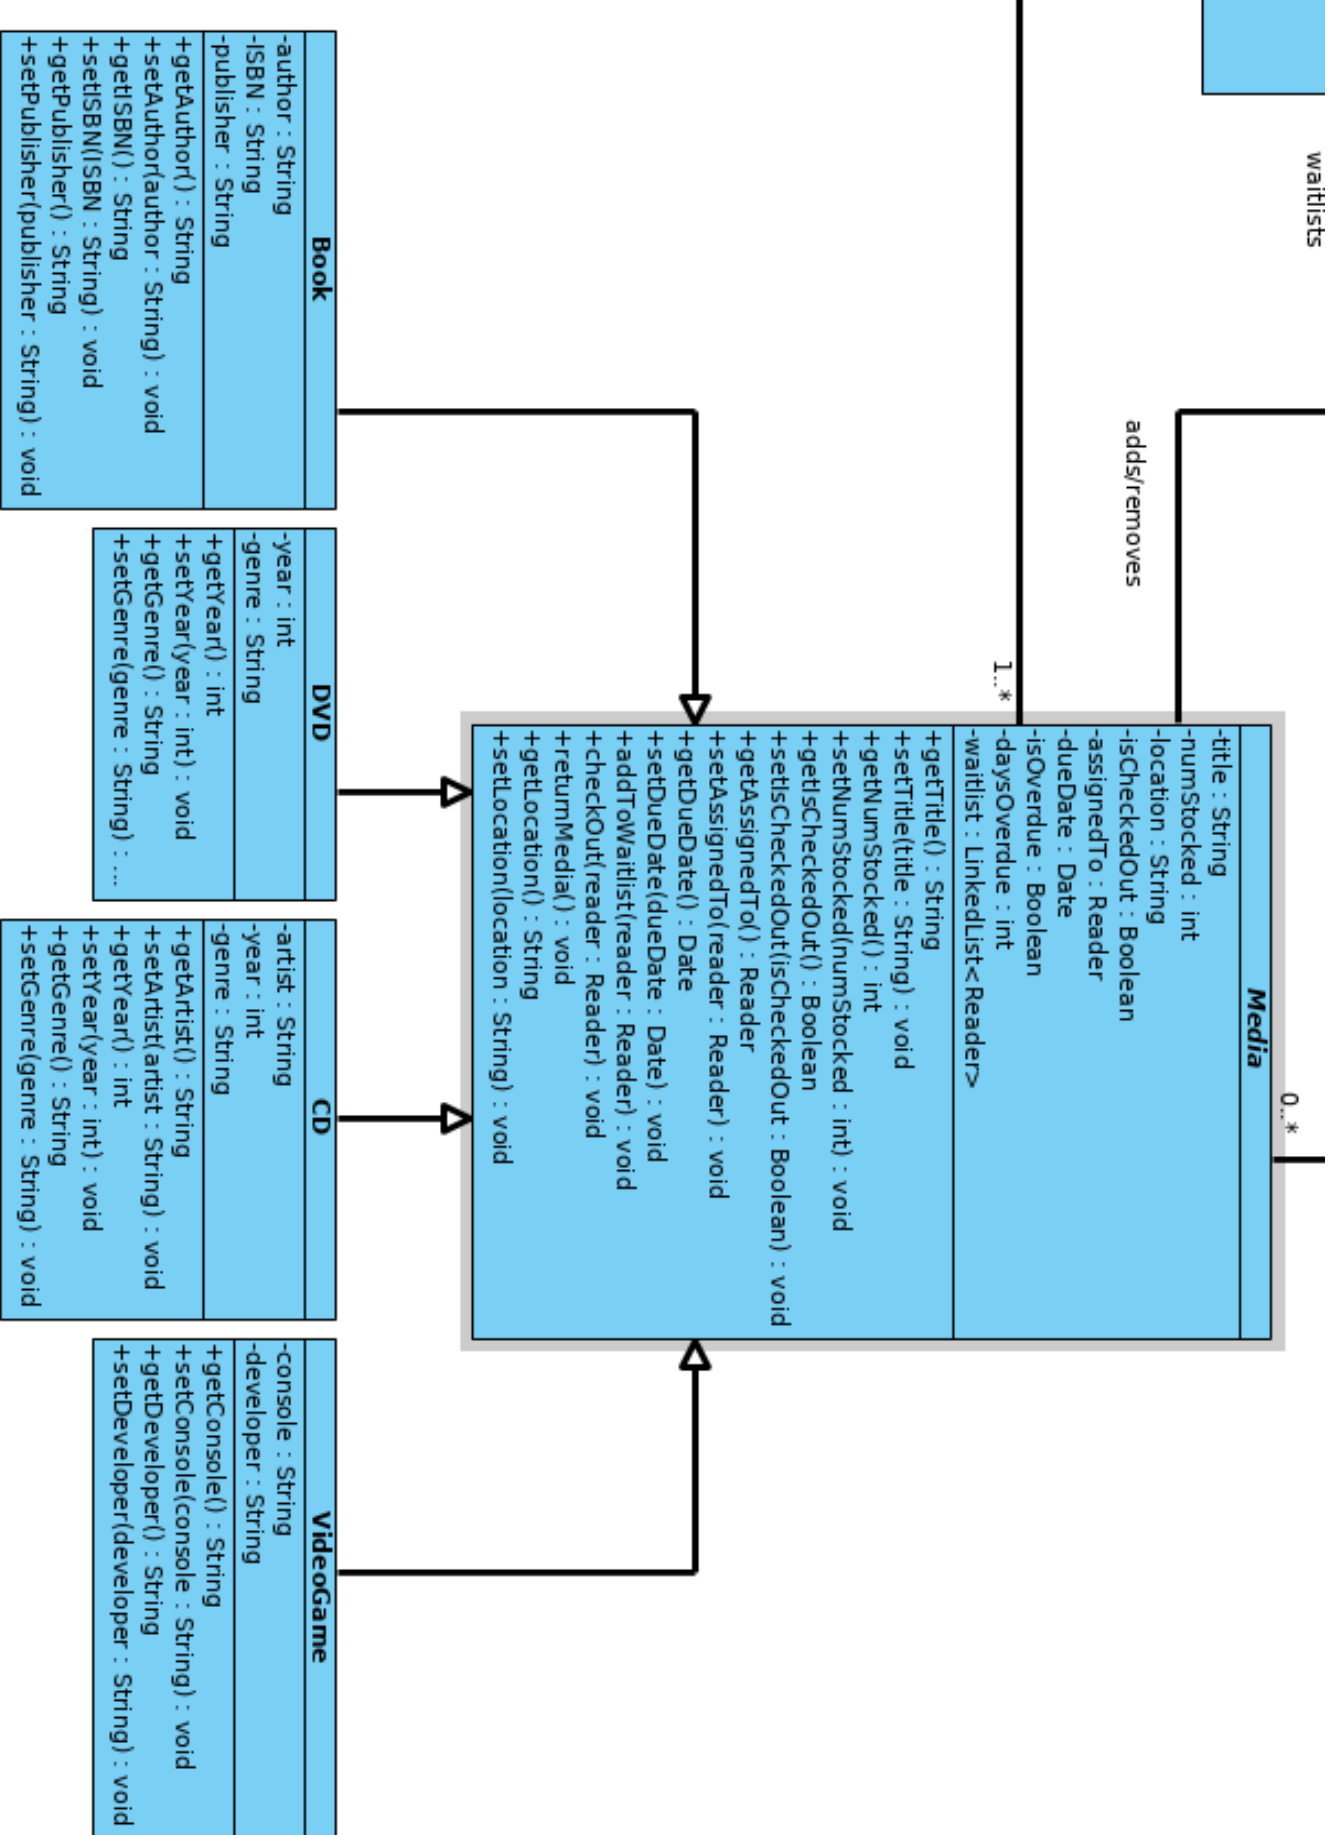 waitlists
adds/removes
0..*
1..*
Media
-title : String
-numStocked : int
-location : String
-isCheckedOut : Boolean
-assignedTo : Reader
-dueDate : Date
-isOverdue : Boolean
-daysOverdue : int
-waitlist : LinkedList<Reader>
+getTitle() : String
+setTitle(title : String) : void
+getNumStocked() : int
+setNumStocked(numStocked : int) : void
+getIsCheckedOut() : Boolean
+setIsCheckedOut(isCheckedOut : Boolean) : void
+getAssignedTo() : Reader
+setAssignedTo(reader : Reader) : void
+getDueDate() : Date
+setDueDate(dueDate : Date) : void
+addToWaitlist(reader : Reader) : void
+checkOut(reader : Reader) : void
+returnMedia() : void
+getLocation() : String
+setLocation(location : String) : void
Book
-author : String
-ISBN : String
-publisher : String
+getAuthor() : String
+setAuthor(author : String) : void
+getISBN() : String
+setISBN(ISBN : String) : void
+getPublisher() : String
+setPublisher(publisher : String) : void
DVD
-year : int
-genre : String
+getYear() : int
+setYear(year : int) : void
+getGenre() : String
+setGenre(genre : String) : ...
CD
-artist : String
-year : int
-genre : String
+getArtist() : String
+setArtist(artist : String) : void
+getYear() : int
+setYear(year : int) : void
+getGenre() : String
+setGenre(genre : String) : void
VideoGame
-console : String
-developer : String
+getConsole() : String
+setConsole(console : String) : void
+getDeveloper() : String
+setDeveloper(developer : String) : void